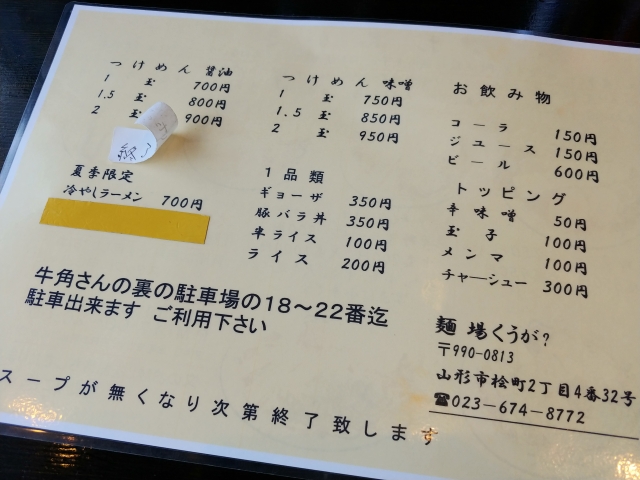 つけめん 醤油
1 玉 700円
1.5 玉 800円
2 玉 900円
終了
夏季限定
冷やしラーメン 700円
つけめん 味噌
1 玉 750円
1.5 玉 850円
2 玉 950円
1品類
ギョーザ 350円
豚バラ丼 350円
半ライス 100円
ライス 200円
お飲み物
コーラ 150円
ジュース 150円
ビール 600円
トッピング
辛味噌 50円
玉子 100円
メンマ 100円
チャーシュー 300円
牛角さんの裏の駐車場の18～22番迄
駐車出来ます ご利用下さい
麺 場くうが?
〒990-0813
山形市桧町2丁目4番32号
☎023-674-8772
スープが無くなり次第終了致します